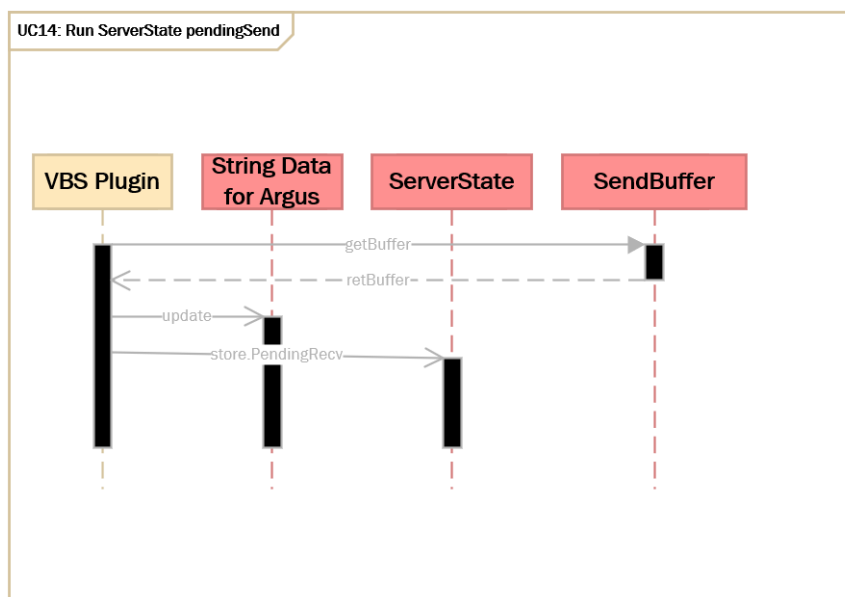 UC14: Run ServerState pendingSend
VBS Plugin
String Data
for Argus
ServerState
SendBuffer
getBuffer
retBuffer
update
store.PendingRecv